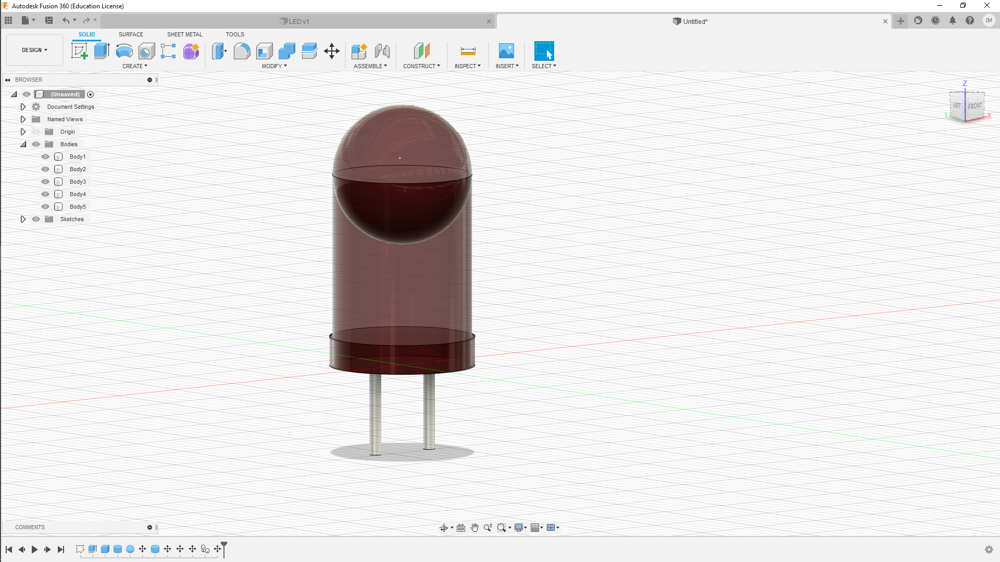 Autodesk Fusion 360 (Education License)
LED v1
Untitled*
IM
DESIGN
SOLID
SURFACE
SHEET METAL
TOOLS
CREATE
MODIFY
ASSEMBLE
CONSTRUCT
INSPECT
INSERT
SELECT
BROWSER
(Unsaved)
Document Settings
Named Views
Origin
Bodies
Body1
Body2
Body3
Body4
Body5
Sketches
Z
LEFT
FRONT
Y
X
COMMENTS